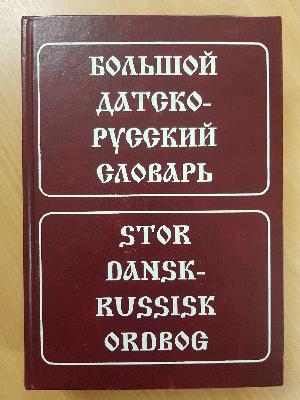 БОЛЬШОЙ
ДАТСКО-
РУССКИЙ
СЛОВАРЬ
STOR
DANSK-
RUSSISK
ORDBOG